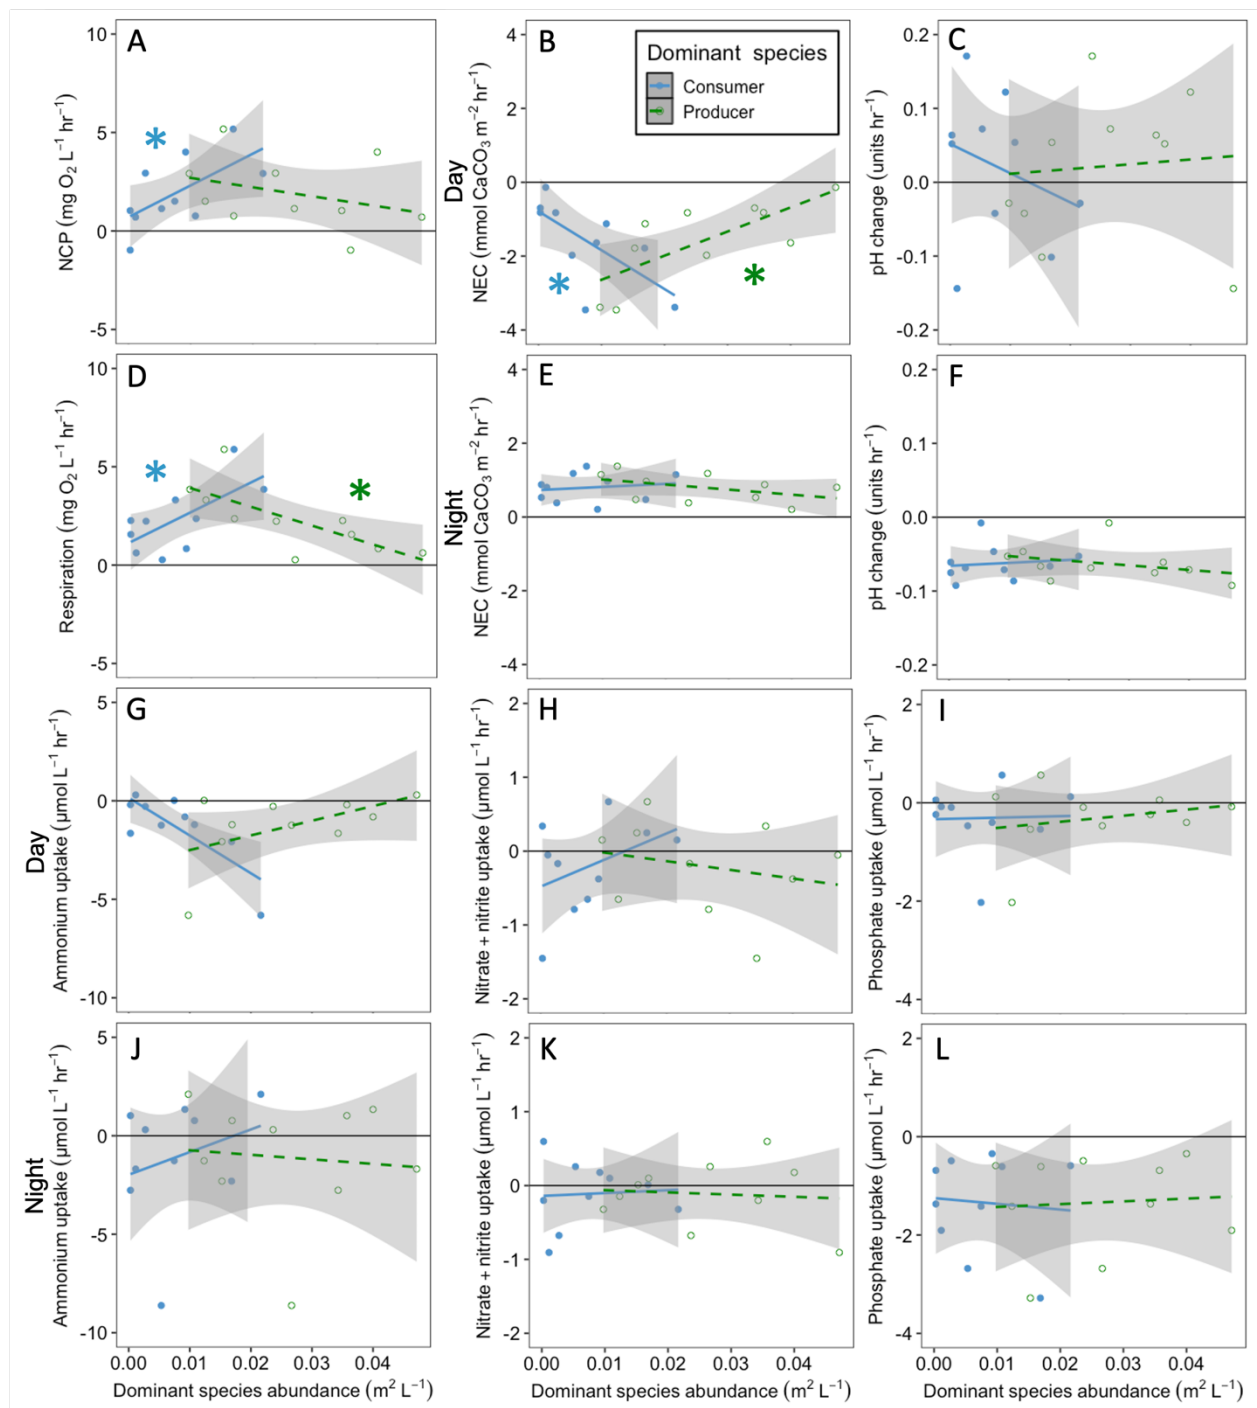 A
10
5
0
-5
NCP (mg O₂ L⁻¹ hr⁻¹)
B
4
2
0
-2
-4
Day
NEC (mmol CaCO₃ m⁻² hr⁻¹)
Dominant species
Consumer
Producer
*
*
*
C
0.2
0.1
0.0
-0.1
-0.2
pH change (units hr⁻¹)
D
10
5
0
-5
Respiration (mg O₂ L⁻¹ hr⁻¹)
*
*
E
4
2
0
-2
-4
Night
NEC (mmol CaCO₃ m⁻² hr⁻¹)
F
0.2
0.1
0.0
-0.1
-0.2
pH change (units hr⁻¹)
G
5
0
-5
-10
Day
Ammonium uptake (μmol L⁻¹ hr⁻¹)
H
2
1
0
-1
-2
Nitrate + nitrite uptake (μmol L⁻¹ hr⁻¹)
I
2
0
-2
-4
Phosphate uptake (μmol L⁻¹ hr⁻¹)
J
5
0
-5
-10
Night
Ammonium uptake (μmol L⁻¹ hr⁻¹)
0.00 0.01 0.02 0.03 0.04
Dominant species abundance (m² L⁻¹)
K
2
1
0
-1
-2
Nitrate + nitrite uptake (μmol L⁻¹ hr⁻¹)
0.00 0.01 0.02 0.03 0.04
Dominant species abundance (m² L⁻¹)
L
2
0
-2
-4
Phosphate uptake (μmol L⁻¹ hr⁻¹)
0.00 0.01 0.02 0.03 0.04
Dominant species abundance (m² L⁻¹)